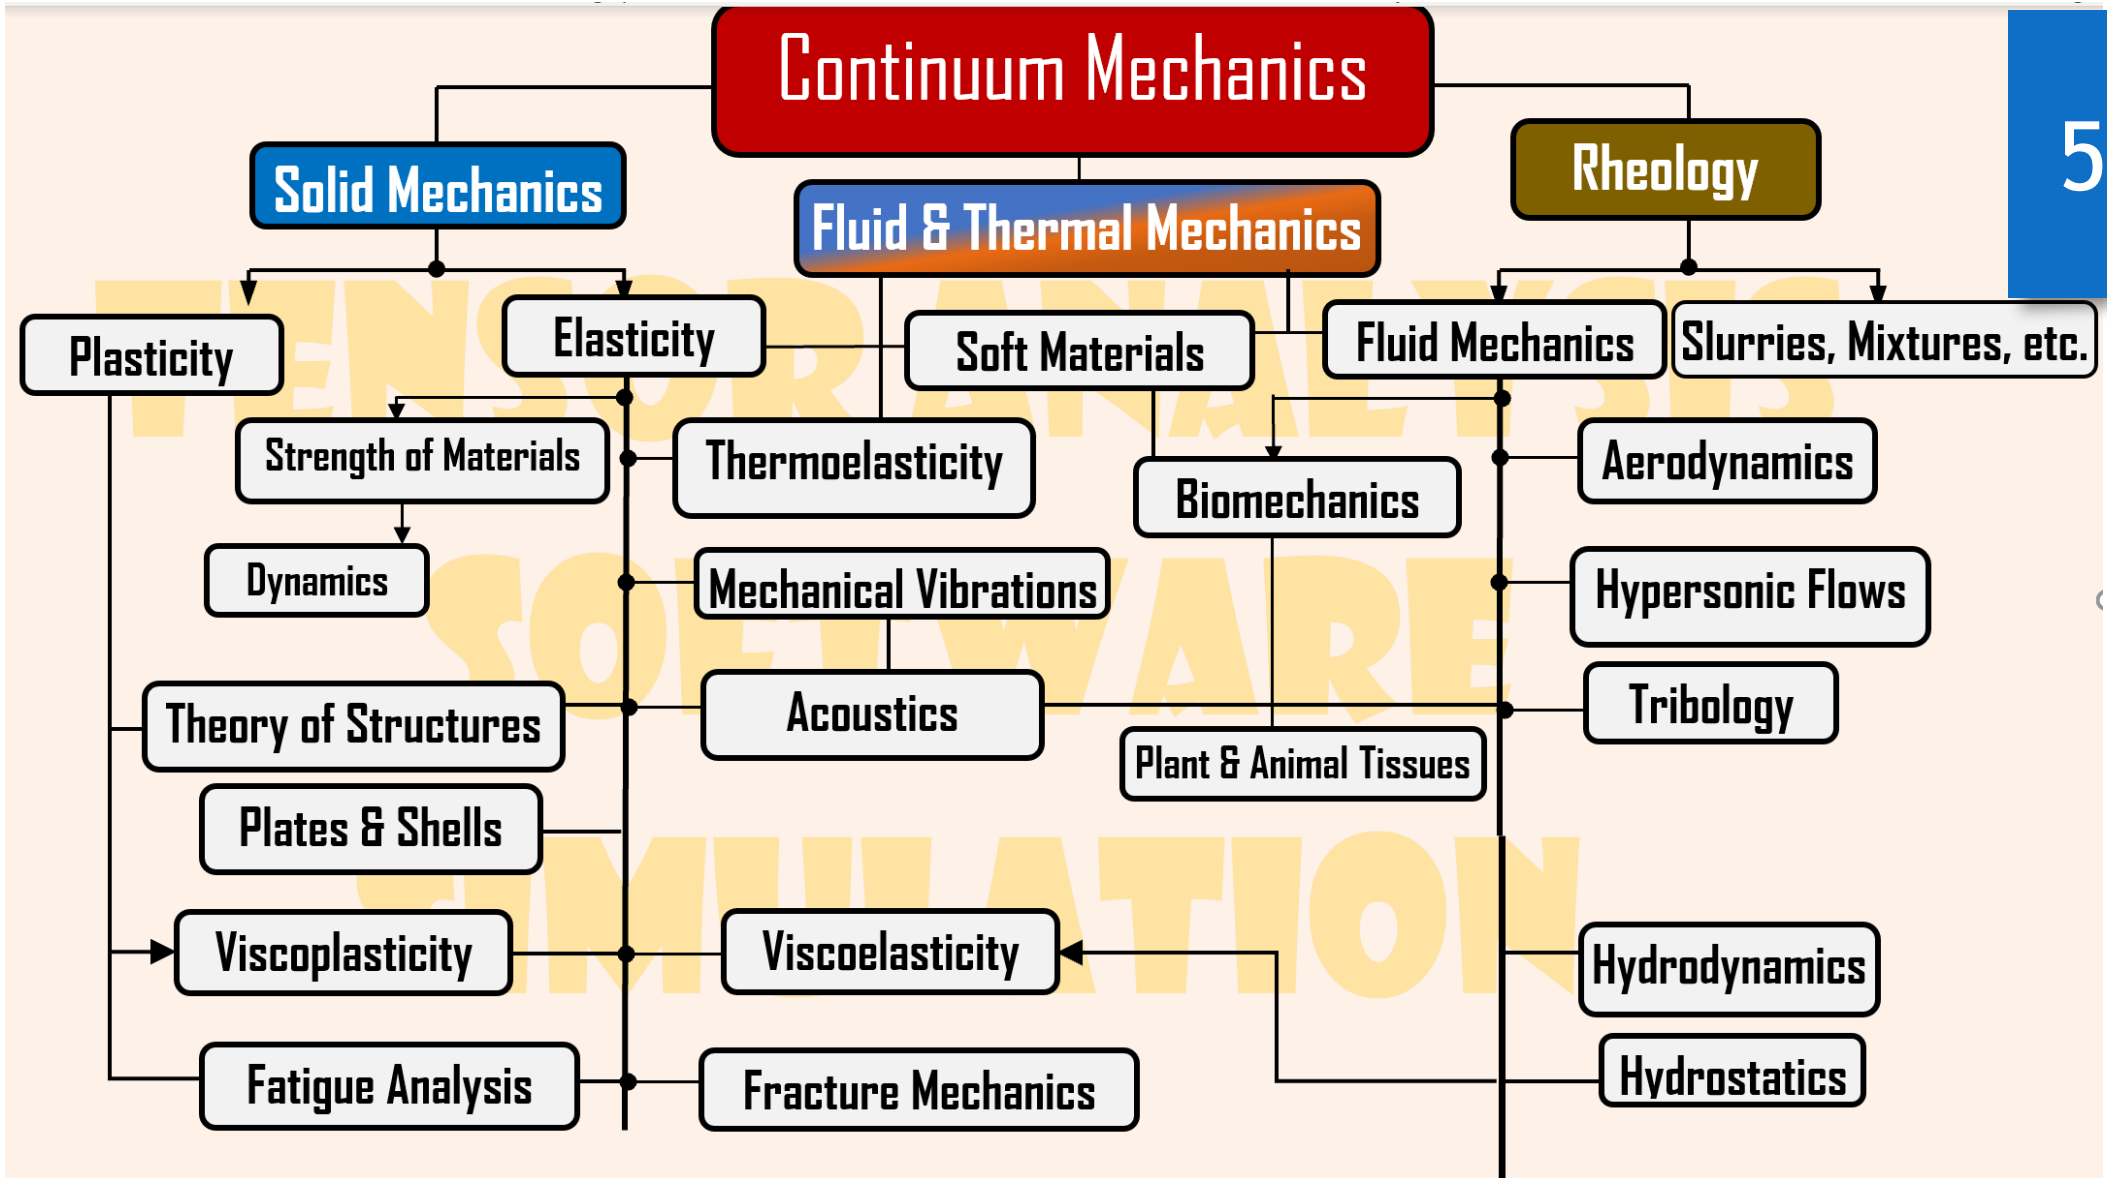 Continuum Mechanics
5
Solid Mechanics
Fluid & Thermal Mechanics
Rheology
Plasticity
Elasticity
Soft Materials
Fluid Mechanics
Slurries, Mixtures, etc.
Strength of Materials
Thermoelasticity
Biomechanics
Aerodynamics
Dynamics
Mechanical Vibrations
Hypersonic Flows
Theory of Structures
Acoustics
Tribology
Plant & Animal Tissues
Plates & Shells
Viscoplasticity
Viscoelasticity
Hydrodynamics
Fatigue Analysis
Fracture Mechanics
Hydrostatics
TENSOR ANALYSIS
SOFTWARE
SIMULATION